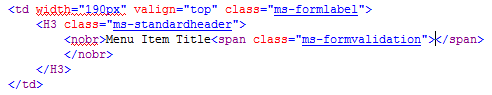 <td width="190px" valign="top" class="ms-formlabel">
<H3 class="ms-standardheader">
<nobr>Menu Item Title<span class="ms-formvalidation"></span>
</nobr>
</H3>
</td>